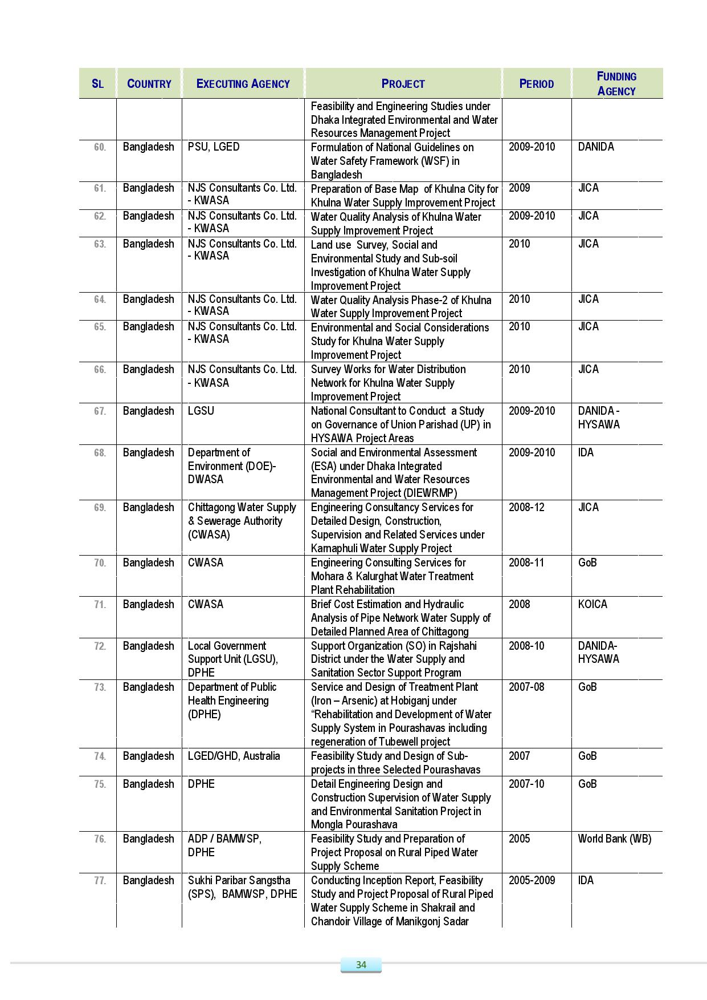 SL COUNTRY EXECUTING AGENCY PROJECT PERIOD FUNDING AGENCY
Feasibility and Engineering Studies under
Dhaka Integrated Environmental and Water
Resources Management Project
60. Bangladesh PSU, LGED Formulation of National Guidelines on 2009-2010 DANIDA
Water Safety Framework (WSF) in
Bangladesh
61. Bangladesh NJS Consultants Co. Ltd. Preparation of Base Map of Khulna City for 2009 JICA
- KWASA Khulna Water Supply Improvement Project
62. Bangladesh NJS Consultants Co. Ltd. Water Quality Analysis of Khulna Water 2009-2010 JICA
- KWASA Supply Improvement Project
63. Bangladesh NJS Consultants Co. Ltd. Land use Survey, Social and 2010 JICA
- KWASA Environmental Study and Sub-soil
Investigation of Khulna Water Supply
Improvement Project
64. Bangladesh NJS Consultants Co. Ltd. Water Quality Analysis Phase-2 of Khulna 2010 JICA
- KWASA Water Supply Improvement Project
65. Bangladesh NJS Consultants Co. Ltd. Environmental and Social Considerations 2010 JICA
- KWASA Study for Khulna Water Supply
Improvement Project
66. Bangladesh NJS Consultants Co. Ltd. Survey Works for Water Distribution 2010 JICA
- KWASA Network for Khulna Water Supply
Improvement Project
67. Bangladesh LGSU National Consultant to Conduct a Study 2009-2010 DANIDA -
on Governance of Union Parishad (UP) in HYSAWA
HYSAWA Project Areas
68. Bangladesh Department of Social and Environmental Assessment 2009-2010 IDA
Environment (DOE)- (ESA) under Dhaka Integrated
DWASA Environmental and Water Resources
Management Project (DIEWRMP)
69. Bangladesh Chittagong Water Supply Engineering Consultancy Services for 2008-12 JICA
& Sewerage Authority Detailed Design, Construction,
(CWASA) Supervision and Related Services under
Karnaphuli Water Supply Project
70. Bangladesh CWASA Engineering Consulting Services for 2008-11 GoB
Mohara & Kalurghat Water Treatment
Plant Rehabilitation
71. Bangladesh CWASA Brief Cost Estimation and Hydraulic 2008 KOICA
Analysis of Pipe Network Water Supply of
Detailed Planned Area of Chittagong
72. Bangladesh Local Government Support Organization (SO) in Rajshahi 2008-10 DANIDA-
Support Unit (LGSU), District under the Water Supply and HYSAWA
DPHE Sanitation Sector Support Program
73. Bangladesh Department of Public Service and Design of Treatment Plant 2007-08 GoB
Health Engineering (Iron – Arsenic) at Hobiganj under
(DPHE) “Rehabilitation and Development of Water
Supply System in Pourashavas including
regeneration of Tubewell project
74. Bangladesh LGED/GHD, Australia Feasibility Study and Design of Sub- 2007 GoB
projects in three Selected Pourashavas
75. Bangladesh DPHE Detail Engineering Design and 2007-10 GoB
Construction Supervision of Water Supply
and Environmental Sanitation Project in
Mongla Pourashava
76. Bangladesh ADP / BAMWSP, Feasibility Study and Preparation of 2005 World Bank (WB)
DPHE Project Proposal on Rural Piped Water
Supply Scheme
77. Bangladesh Sukhi Paribar Sangstha Conducting Inception Report, Feasibility 2005-2009 IDA
(SPS), BAMWSP, DPHE Study and Project Proposal of Rural Piped
Water Supply Scheme in Shakrail and
Chandoir Village of Manikgonj Sadar
34